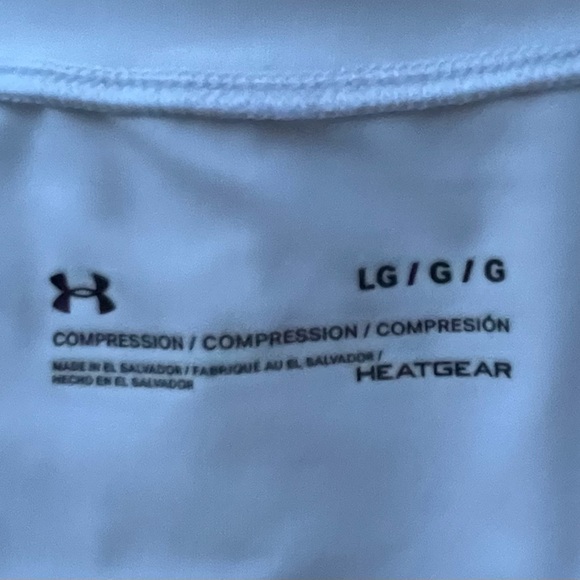 LG / G / G
COMPRESSION / COMPRESSION / COMPRESIÓN
MADE IN EL SALVADOR / FABRIQUÉ AU EL SALVADOR /
HECHO EN EL SALVADOR
HEATGEAR